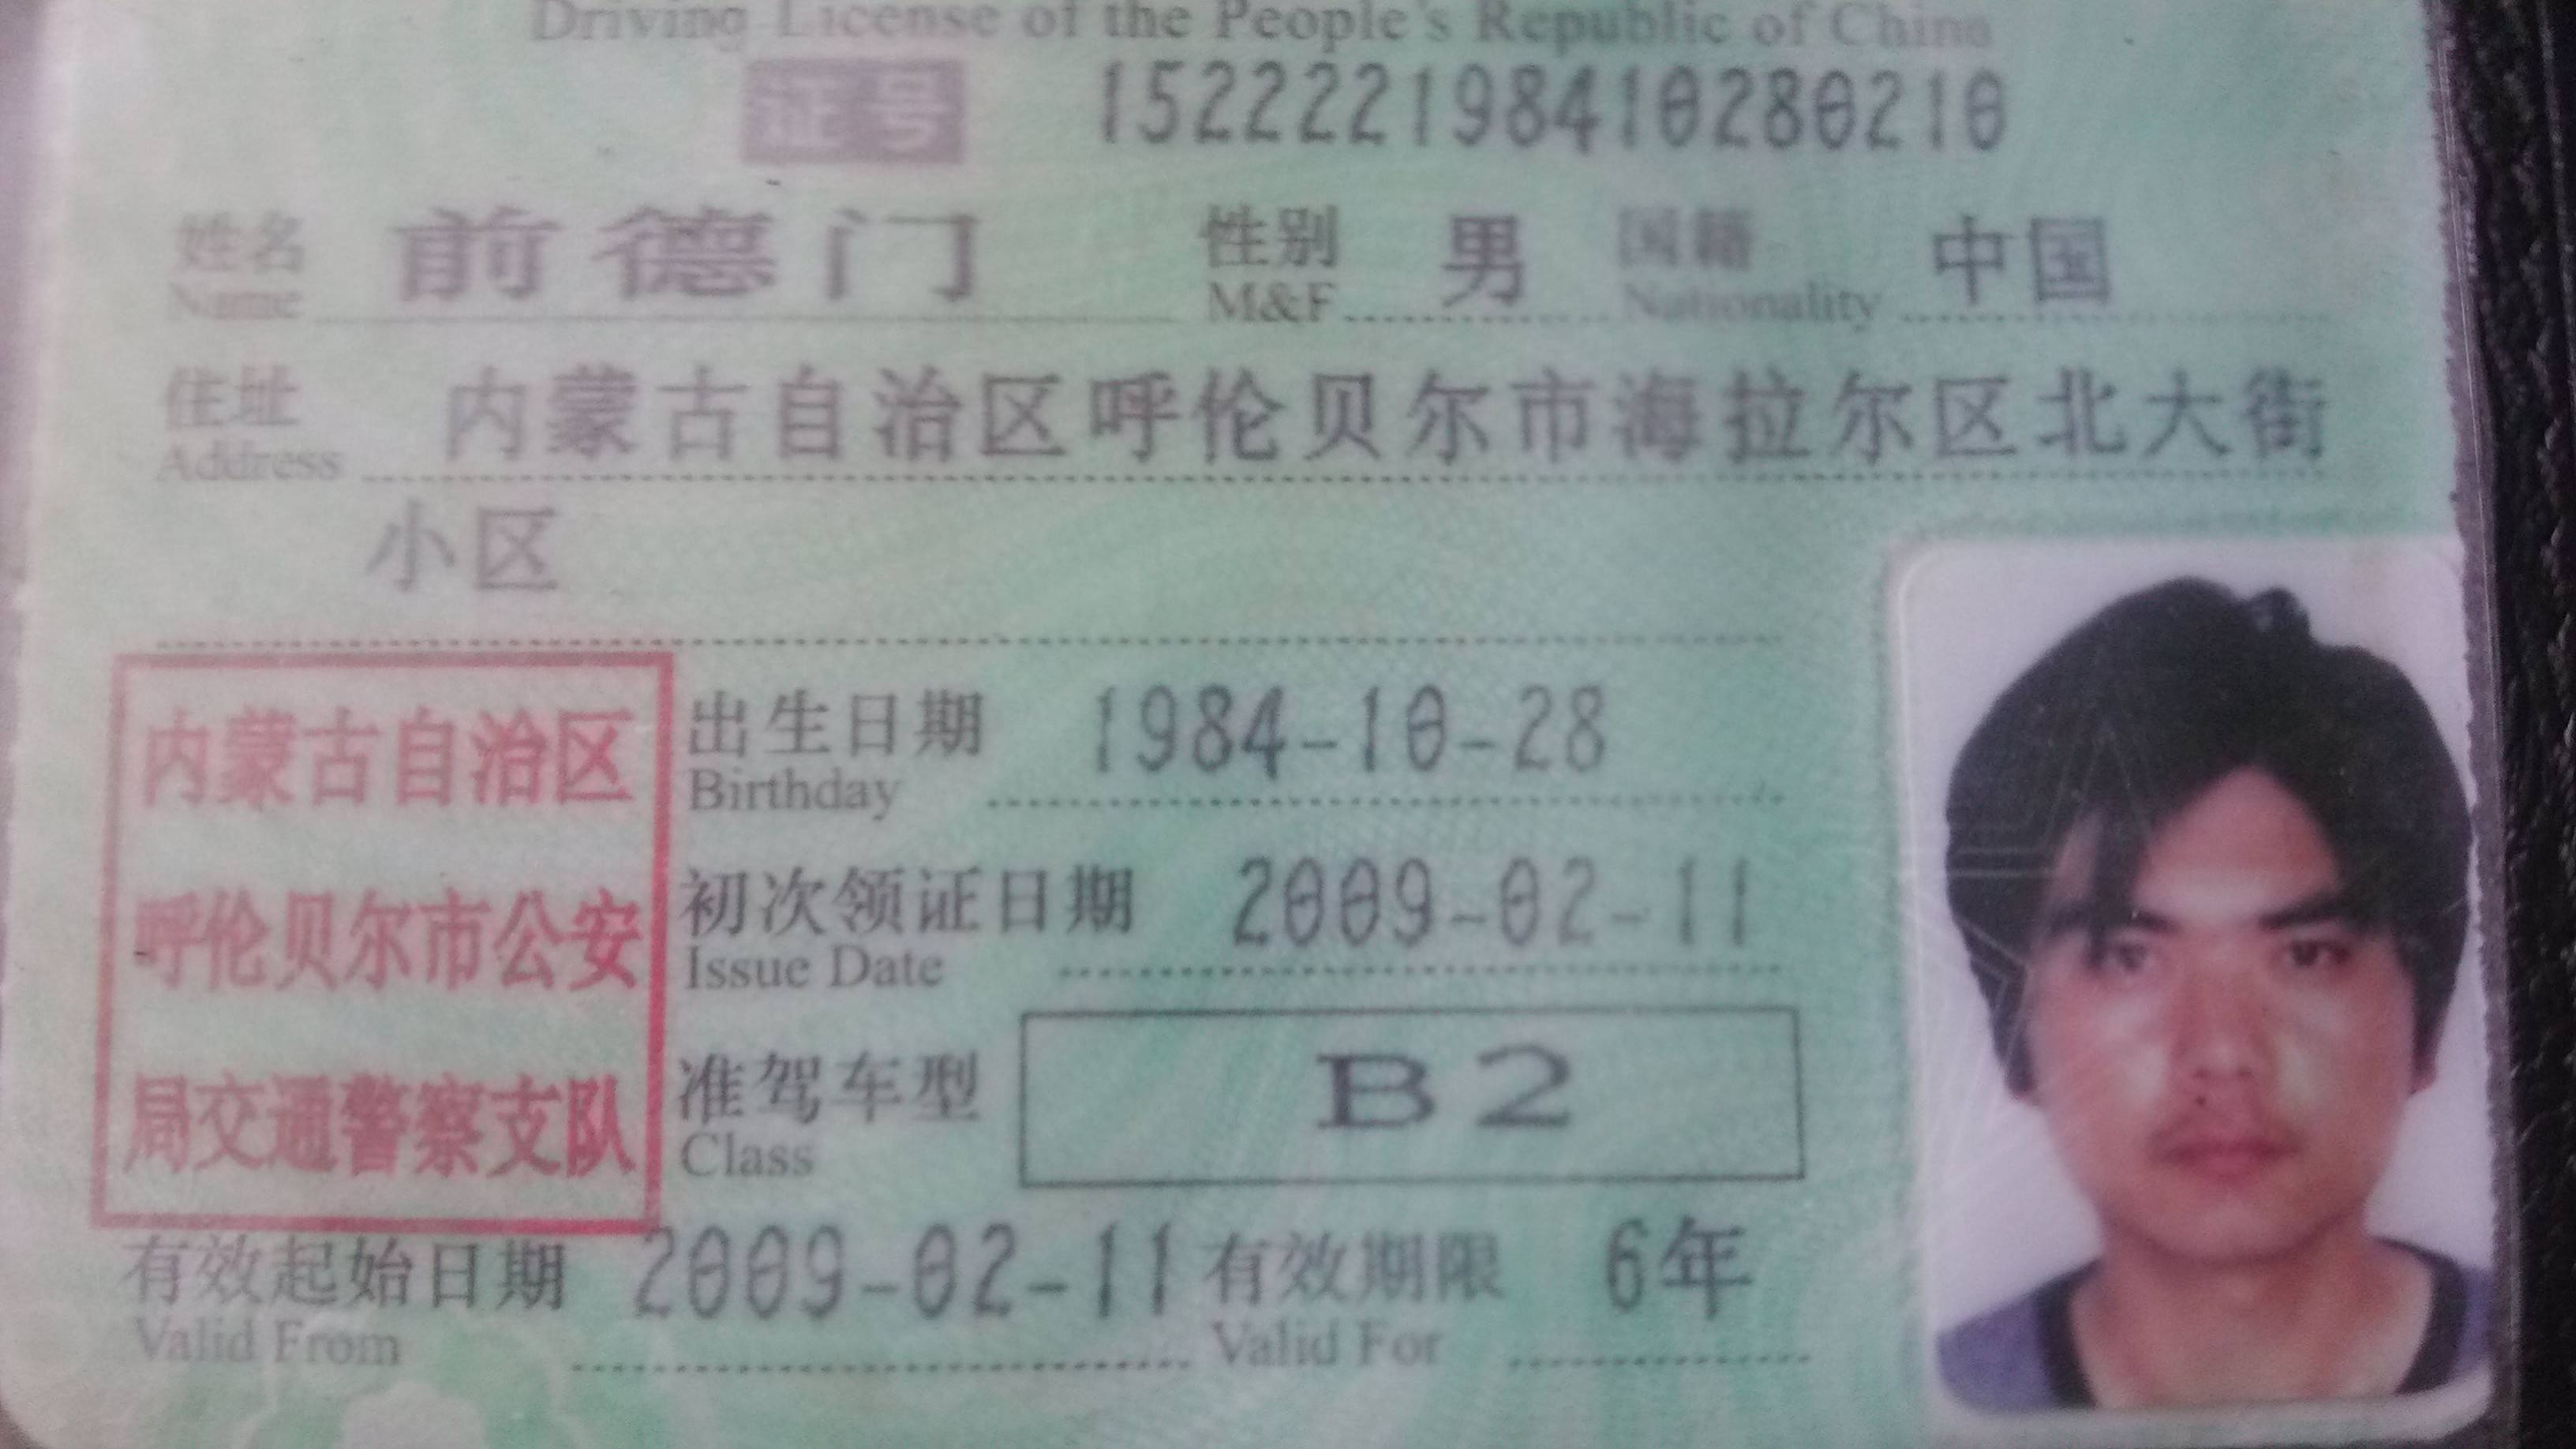 Driving License of the People's Republic of China
证号 152222198410280210
姓名 前德门 性别 男 国籍 中国
Name M&F Nationality
住址 内蒙古自治区呼伦贝尔市海拉尔区北大街
Address
小区
内蒙古自治区
呼伦贝尔市公安
局交通警察支队
出生日期 1984-10-28
Birthday
初次领证日期 2009-02-11
Issue Date
准驾车型 B2
Class
有效起始日期 2009-02-11 有效期限 6年
Valid From Valid For